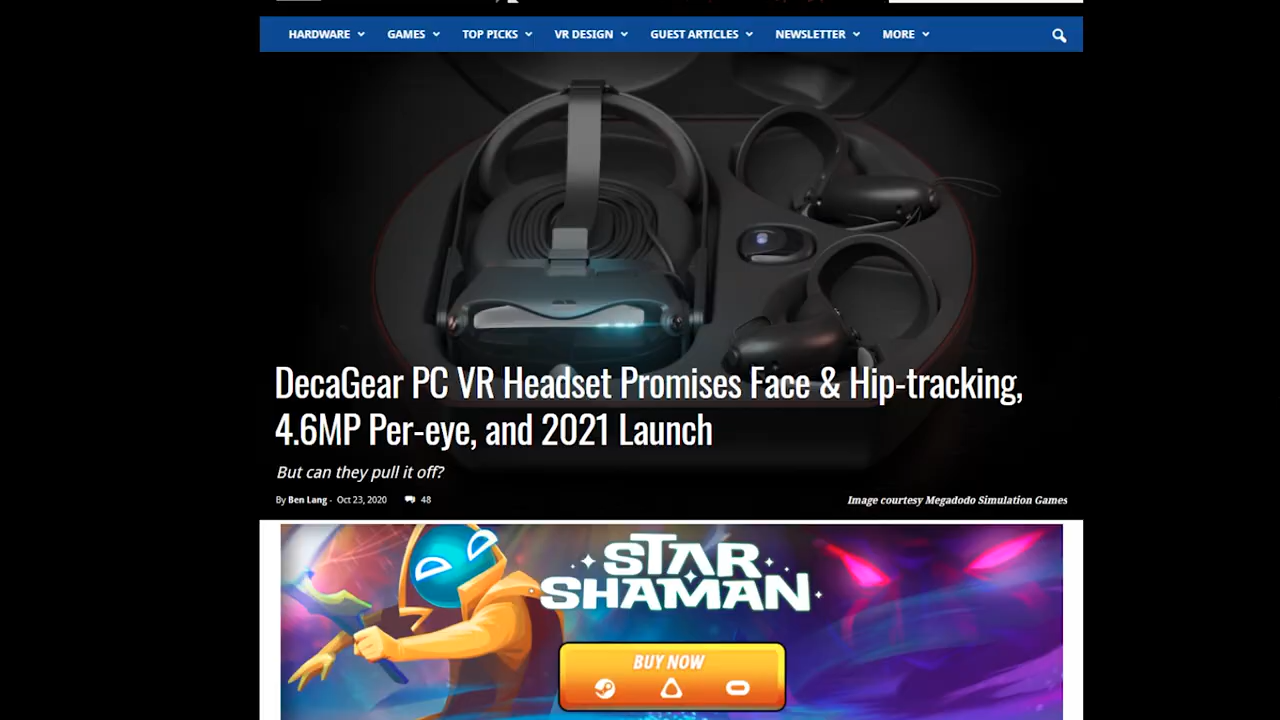 HARDWARE GAMES TOP PICKS VR DESIGN GUEST ARTICLES NEWSLETTER MORE
DecaGear PC VR Headset Promises Face & Hip-tracking,
4.6MP Per-eye, and 2021 Launch
But can they pull it off?
By Ben Lang - Oct 23, 2020 48
Image courtesy Megadodo Simulation Games
STAR
SHAMAN
BUY NOW